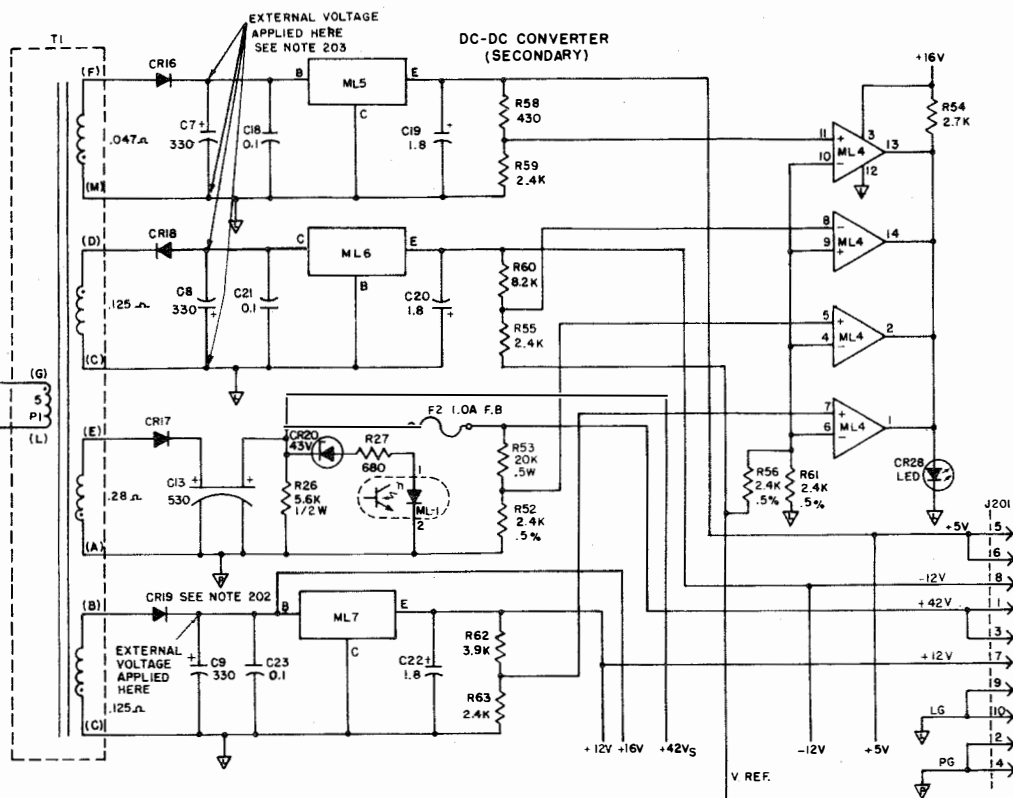 EXTERNAL VOLTAGE
APPLIED HERE
SEE NOTE 203
DC-DC CONVERTER
(SECONDARY)
T1
(F)
CR16
B
ML5
E
C
C7
+
330
C18
0.1
C19
+
1.8
R58
430
R59
2.4K
.047Ω
(M)
L
+16V
R54
2.7K
11
+
10
−
ML4
3
13
12
L
(D)
CR18
C
ML6
E
B
C8
330
+
C21
0.1
C20
1.8
+
R60
8.2K
R55
2.4K
.125Ω
(C)
L
8
−
9
+
ML4
14
5
+
4
−
ML4
2
7
+
6
−
ML4
1
(G)
5
P1
(L)
(E)
CR17
+
+
C13
530
.28Ω
(A)
P
CR20
43V
R27
680
R26
5.6K
1/2W
1
ML-1
2
F2 1.0A F.B
R53
20K
.5W
R52
2.4K
.5%
R56
2.4K
.5%
R61
2.4K
.5%
L
CR28
LED
L
J201
+5V
5
6
-12V
8
+42V
1
3
+12V
7
9
LG
10
L
2
PG
4
P
(B)
CR19 SEE NOTE 202
B
ML7
E
C
EXTERNAL
VOLTAGE
APPLIED
HERE
+
C9
330
C23
0.1
C22
+
1.8
R62
3.9K
R63
2.4K
.125Ω
(C)
L
+12V
+16V
+42VS
-12V
+5V
V REF.